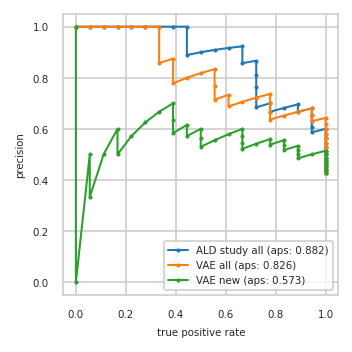 1.0
0.8
0.6
0.4
0.2
0.0
precision
ALD study all (aps: 0.882)
VAE all (aps: 0.826)
VAE new (aps: 0.573)
0.0 0.2 0.4 0.6 0.8 1.0
true positive rate